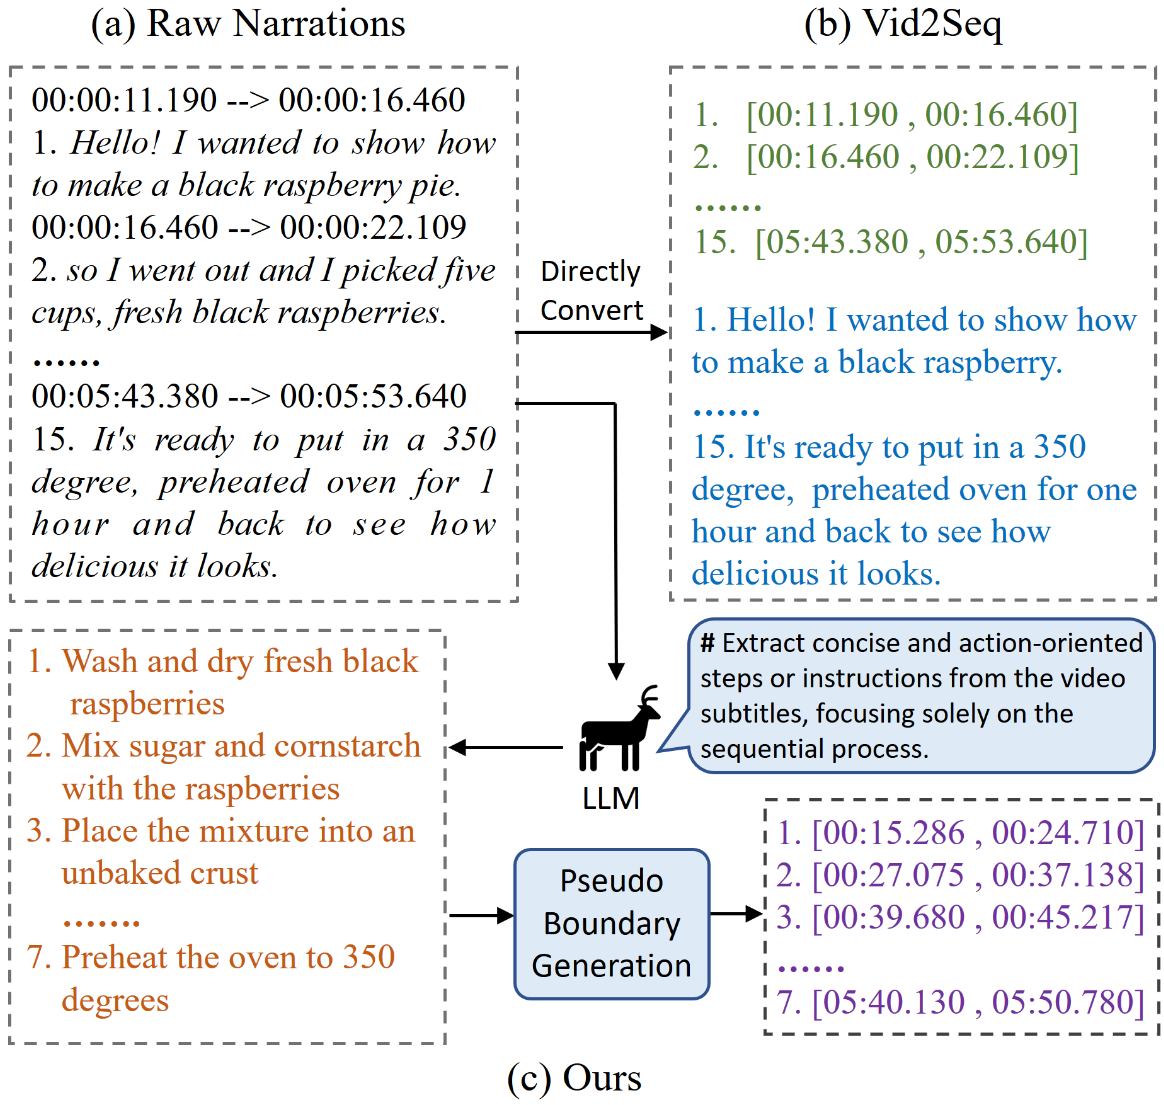 (a) Raw Narrations
00:00:11.190 --> 00:00:16.460
1. Hello! I wanted to show how
to make a black raspberry pie.
00:00:16.460 --> 00:00:22.109
2. so I went out and I picked five
cups, fresh black raspberries.
......
00:05:43.380 --> 00:05:53.640
15. It's ready to put in a 350
degree, preheated oven for 1
hour and back to see how
delicious it looks.
Directly
Convert
(b) Vid2Seq
1. [00:11.190 , 00:16.460]
2. [00:16.460 , 00:22.109]
......
15. [05:43.380 , 05:53.640]
1. Hello! I wanted to show how
to make a black raspberry.
......
15. It's ready to put in a 350
degree, preheated oven for one
hour and back to see how
delicious it looks.
# Extract concise and action-oriented
steps or instructions from the video
subtitles, focusing solely on the
sequential process.
LLM
1. Wash and dry fresh black
raspberries
2. Mix sugar and cornstarch
with the raspberries
3. Place the mixture into an
unbaked crust
.......
7. Preheat the oven to 350
degrees
Pseudo
Boundary
Generation
1. [00:15.286 , 00:24.710]
2. [00:27.075 , 00:37.138]
3. [00:39.680 , 00:45.217]
......
7. [05:40.130 , 05:50.780]
(c) Ours